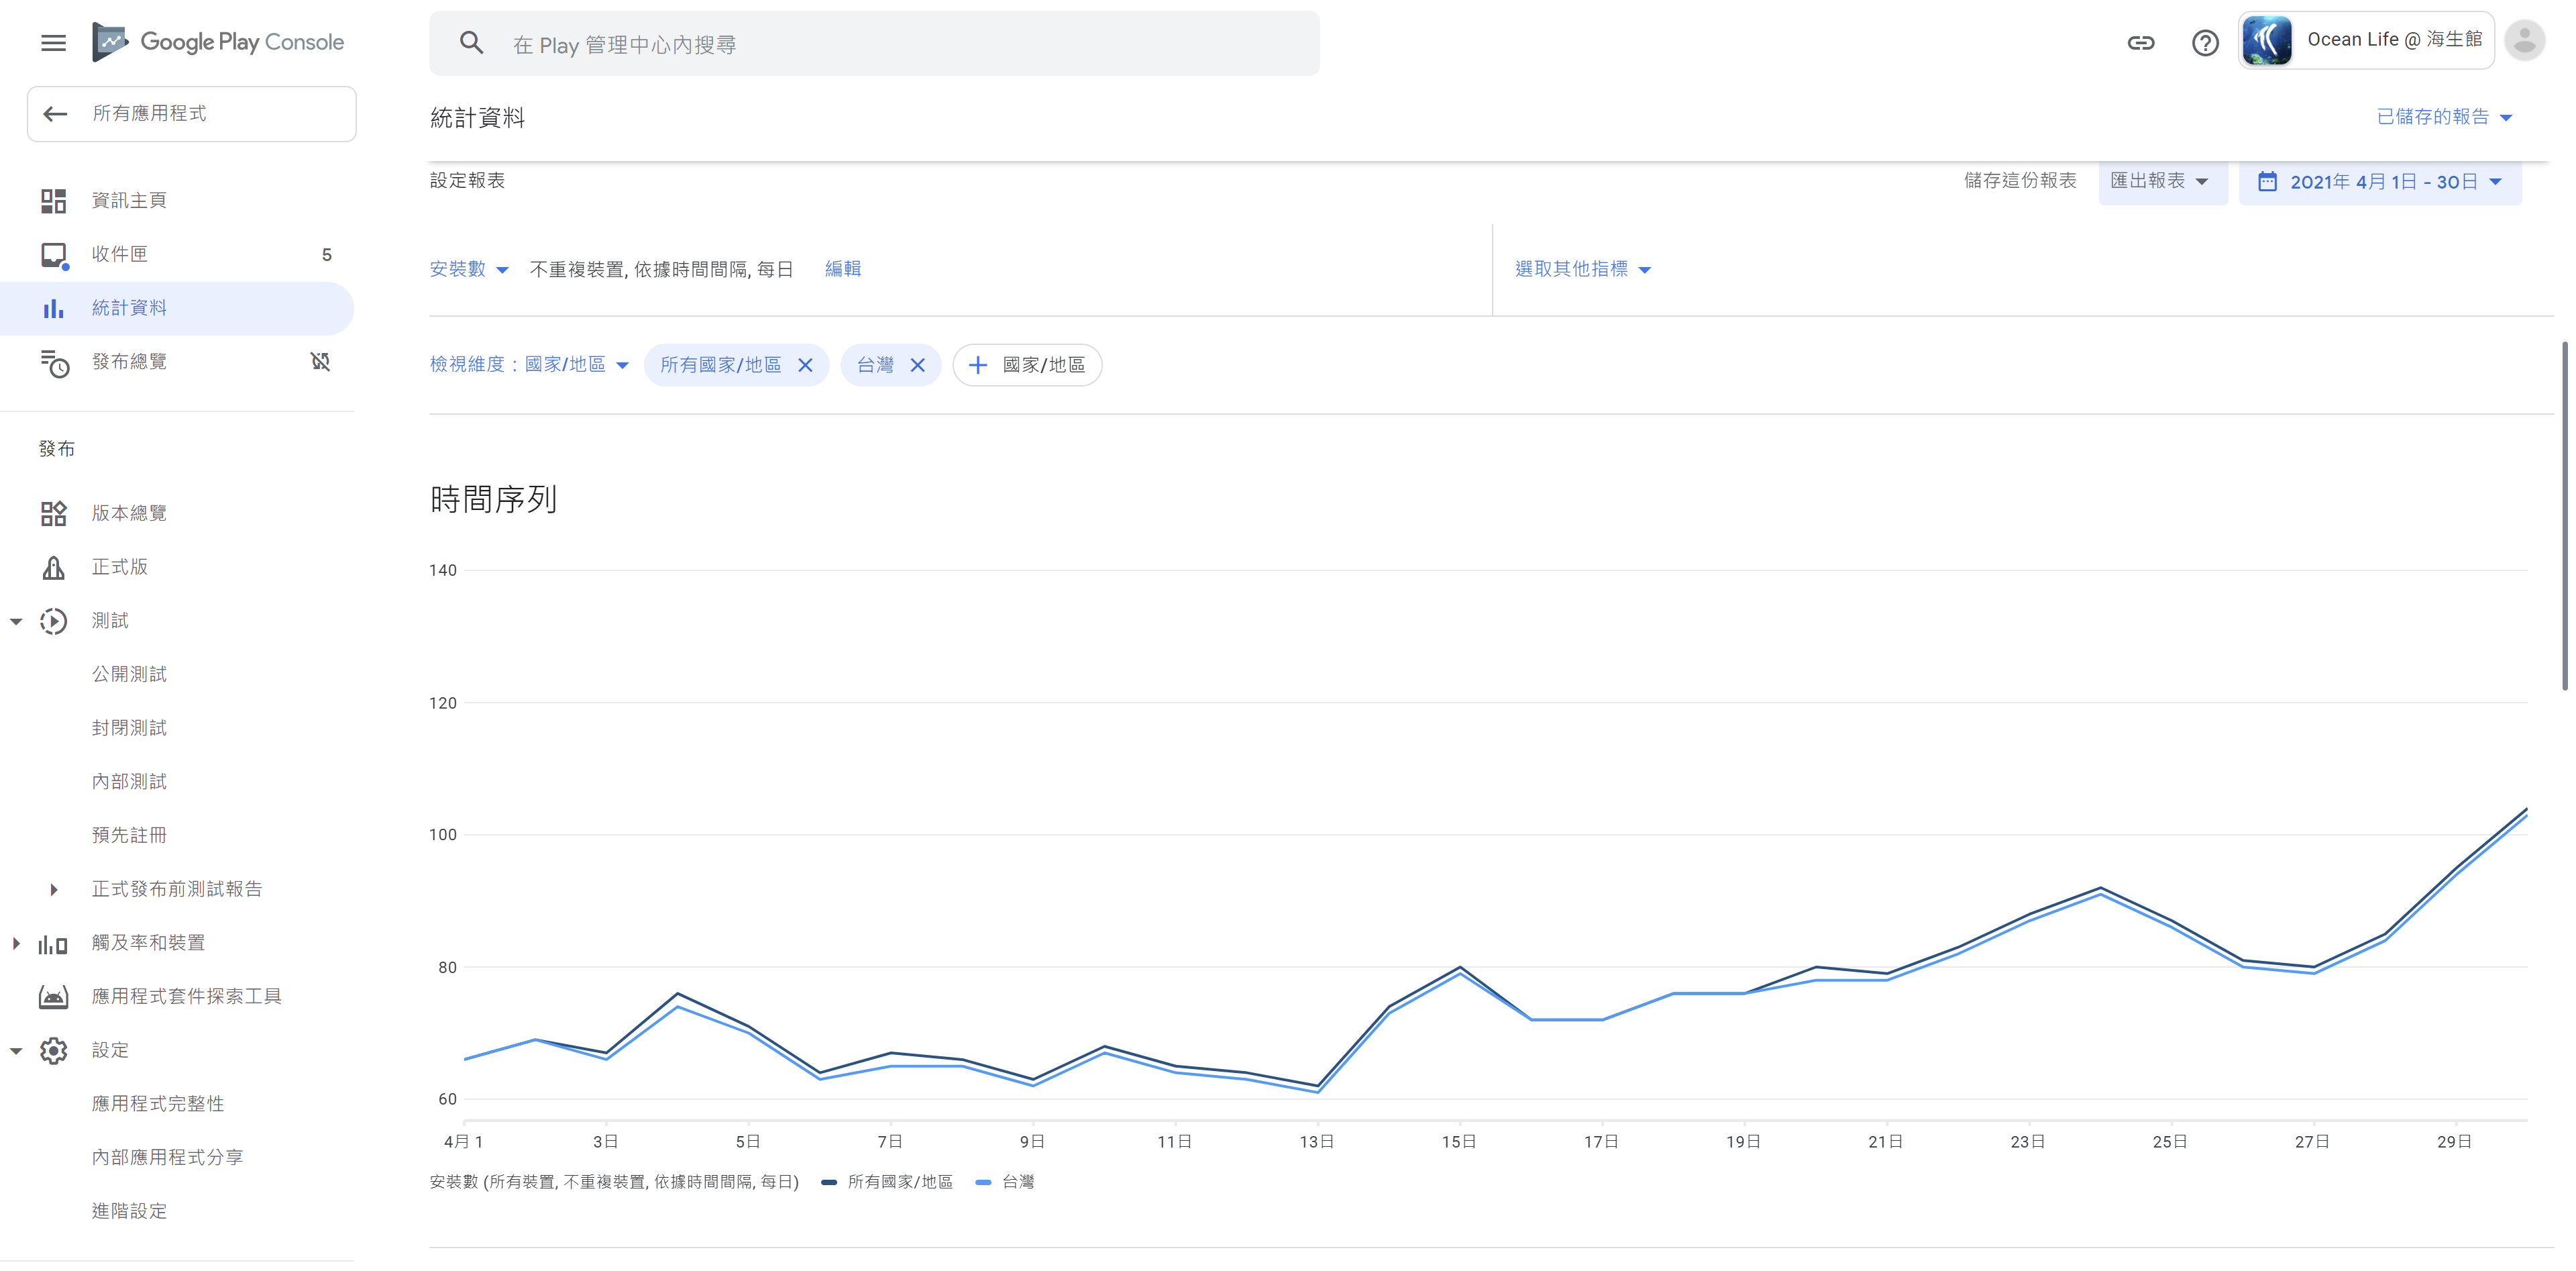 Google Play Console
在 Play 管理中心內搜尋
Ocean Life @ 海生館
所有應用程式
統計資料
已儲存的報告
設定報表
儲存這份報表
匯出報表
2021年 4月 1日 - 30日
資訊主頁
收件匣 5
統計資料
發布總覽
發布
版本總覽
正式版
測試
公開測試
封閉測試
內部測試
預先註冊
正式發布前測試報告
觸及率和裝置
應用程式套件探索工具
設定
應用程式完整性
內部應用程式分享
進階設定
安裝數 不重複裝置, 依據時間間隔, 每日 編輯
選取其他指標
檢視維度：國家/地區 所有國家/地區 台灣 國家/地區
時間序列
140
120
100
80
60
4月 1 3日 5日 7日 9日 11日 13日 15日 17日 19日 21日 23日 25日 27日 29日
安裝數 (所有裝置, 不重複裝置, 依據時間間隔, 每日) 所有國家/地區 台灣